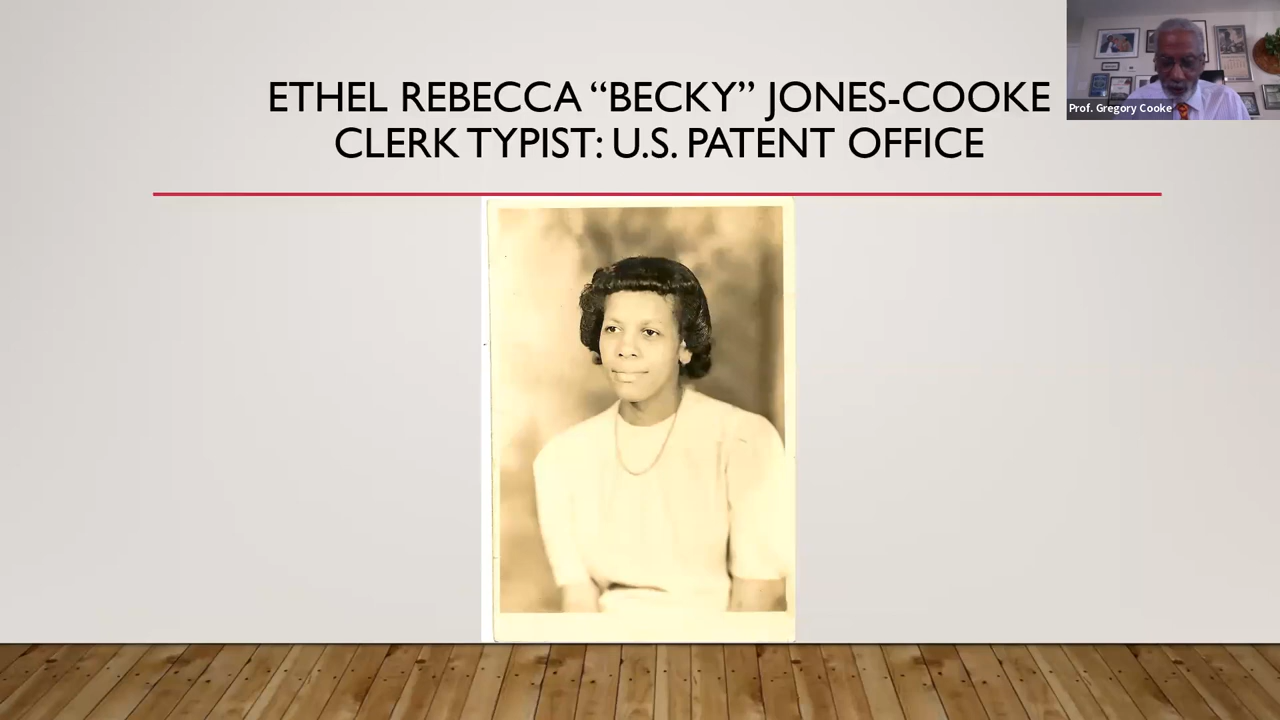 ETHEL REBECCA “BECKY” JONES-COOKE
CLERK TYPIST: U.S. PATENT OFFICE
Prof. Gregory Cooke